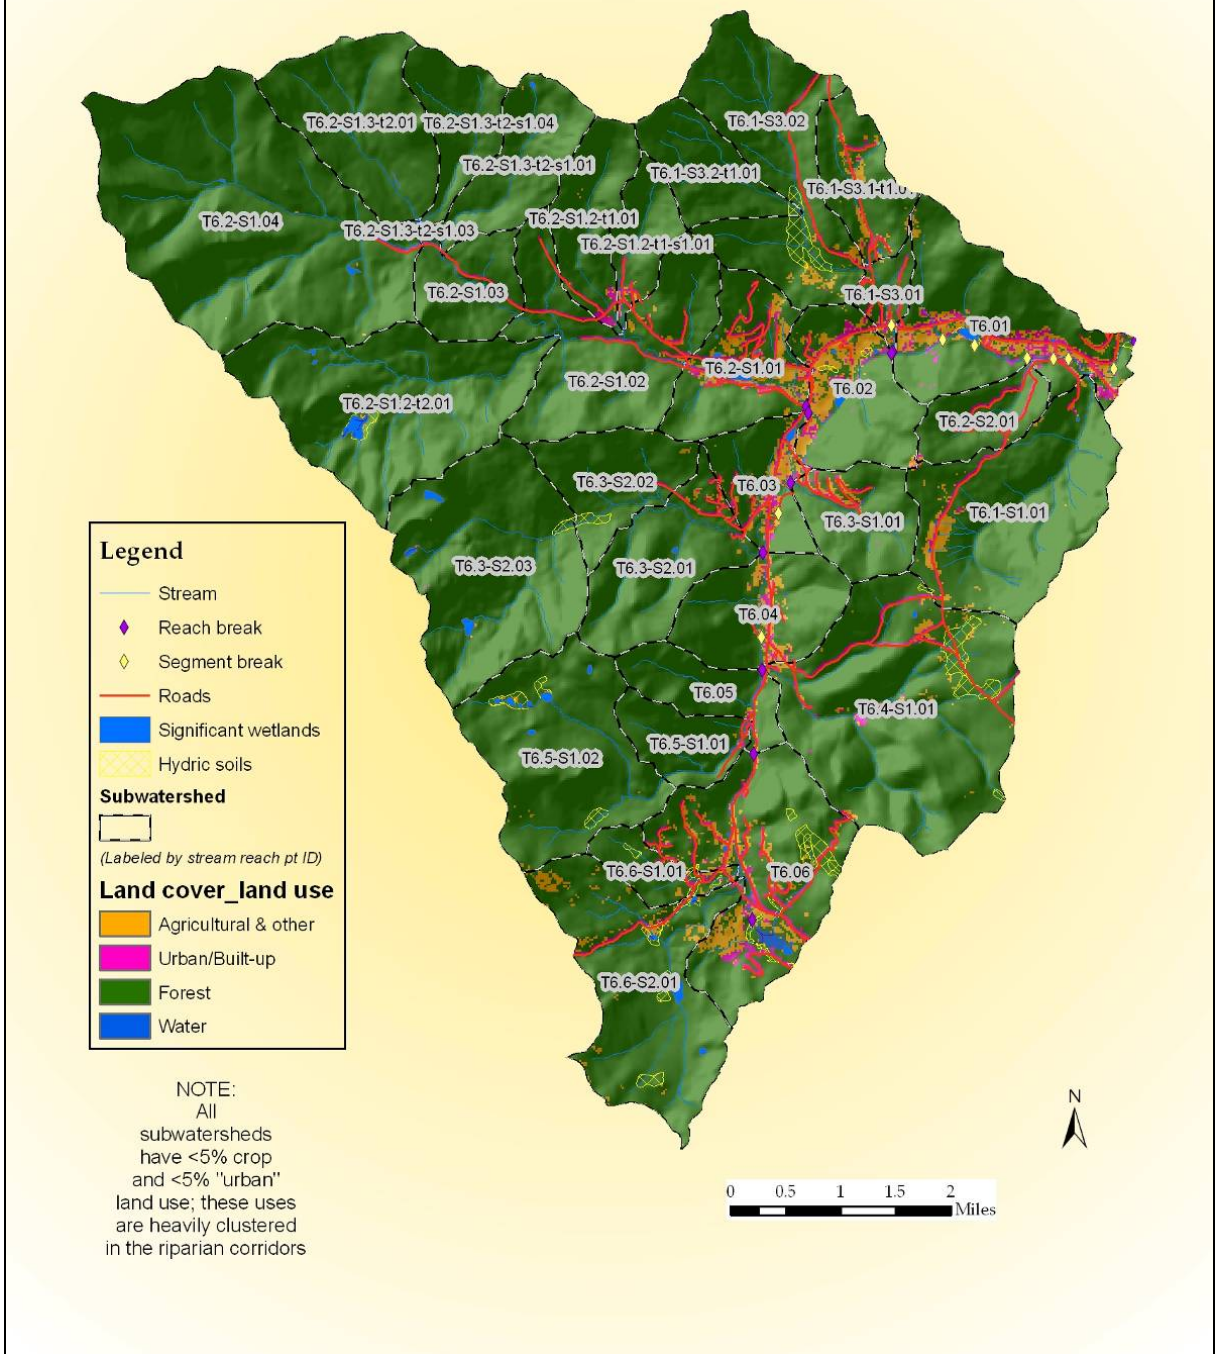 T6.1-S3.02
T6.2-S1.3-t2.01
T6.2-S1.3-t2-s1.04
T6.2-S1.3-t2-s1.01
T6.1-S3.2-t1.01
T6.1-S3.1-t1.0
T6.2-S1.04
T6.2-S1.3-t2-s1.03
T6.2-S1.2-t1.01
T6.2-S1.2-t1-s1.01
T6.2-S1.03
T6.1-S3.01
T6.01
T6.2-S1.02
T6.2-S1.01
T6.02
T6.2-S1.2-t2.01
T6.2-S2.01
T6.3-S2.02
T6.03
T6.3-S1.01
T6.1-S1.01
T6.3-S2.03
T6.3-S2.01
T6.04
T6.05
T6.4-S1.01
T6.5-S1.02
T6.5-S1.01
T6.6-S1.01
T6.06
T6.6-S2.01
Legend
Stream
Reach break
Segment break
Roads
Significant wetlands
Hydric soils
Subwatershed
(Labeled by stream reach pt ID)
Land cover_land use
Agricultural & other
Urban/Built-up
Forest
Water
NOTE:
All
subwatersheds
have <5% crop
and <5% "urban"
land use; these uses
are heavily clustered
in the riparian corridors
N
0 0.5 1 1.5 2
Miles